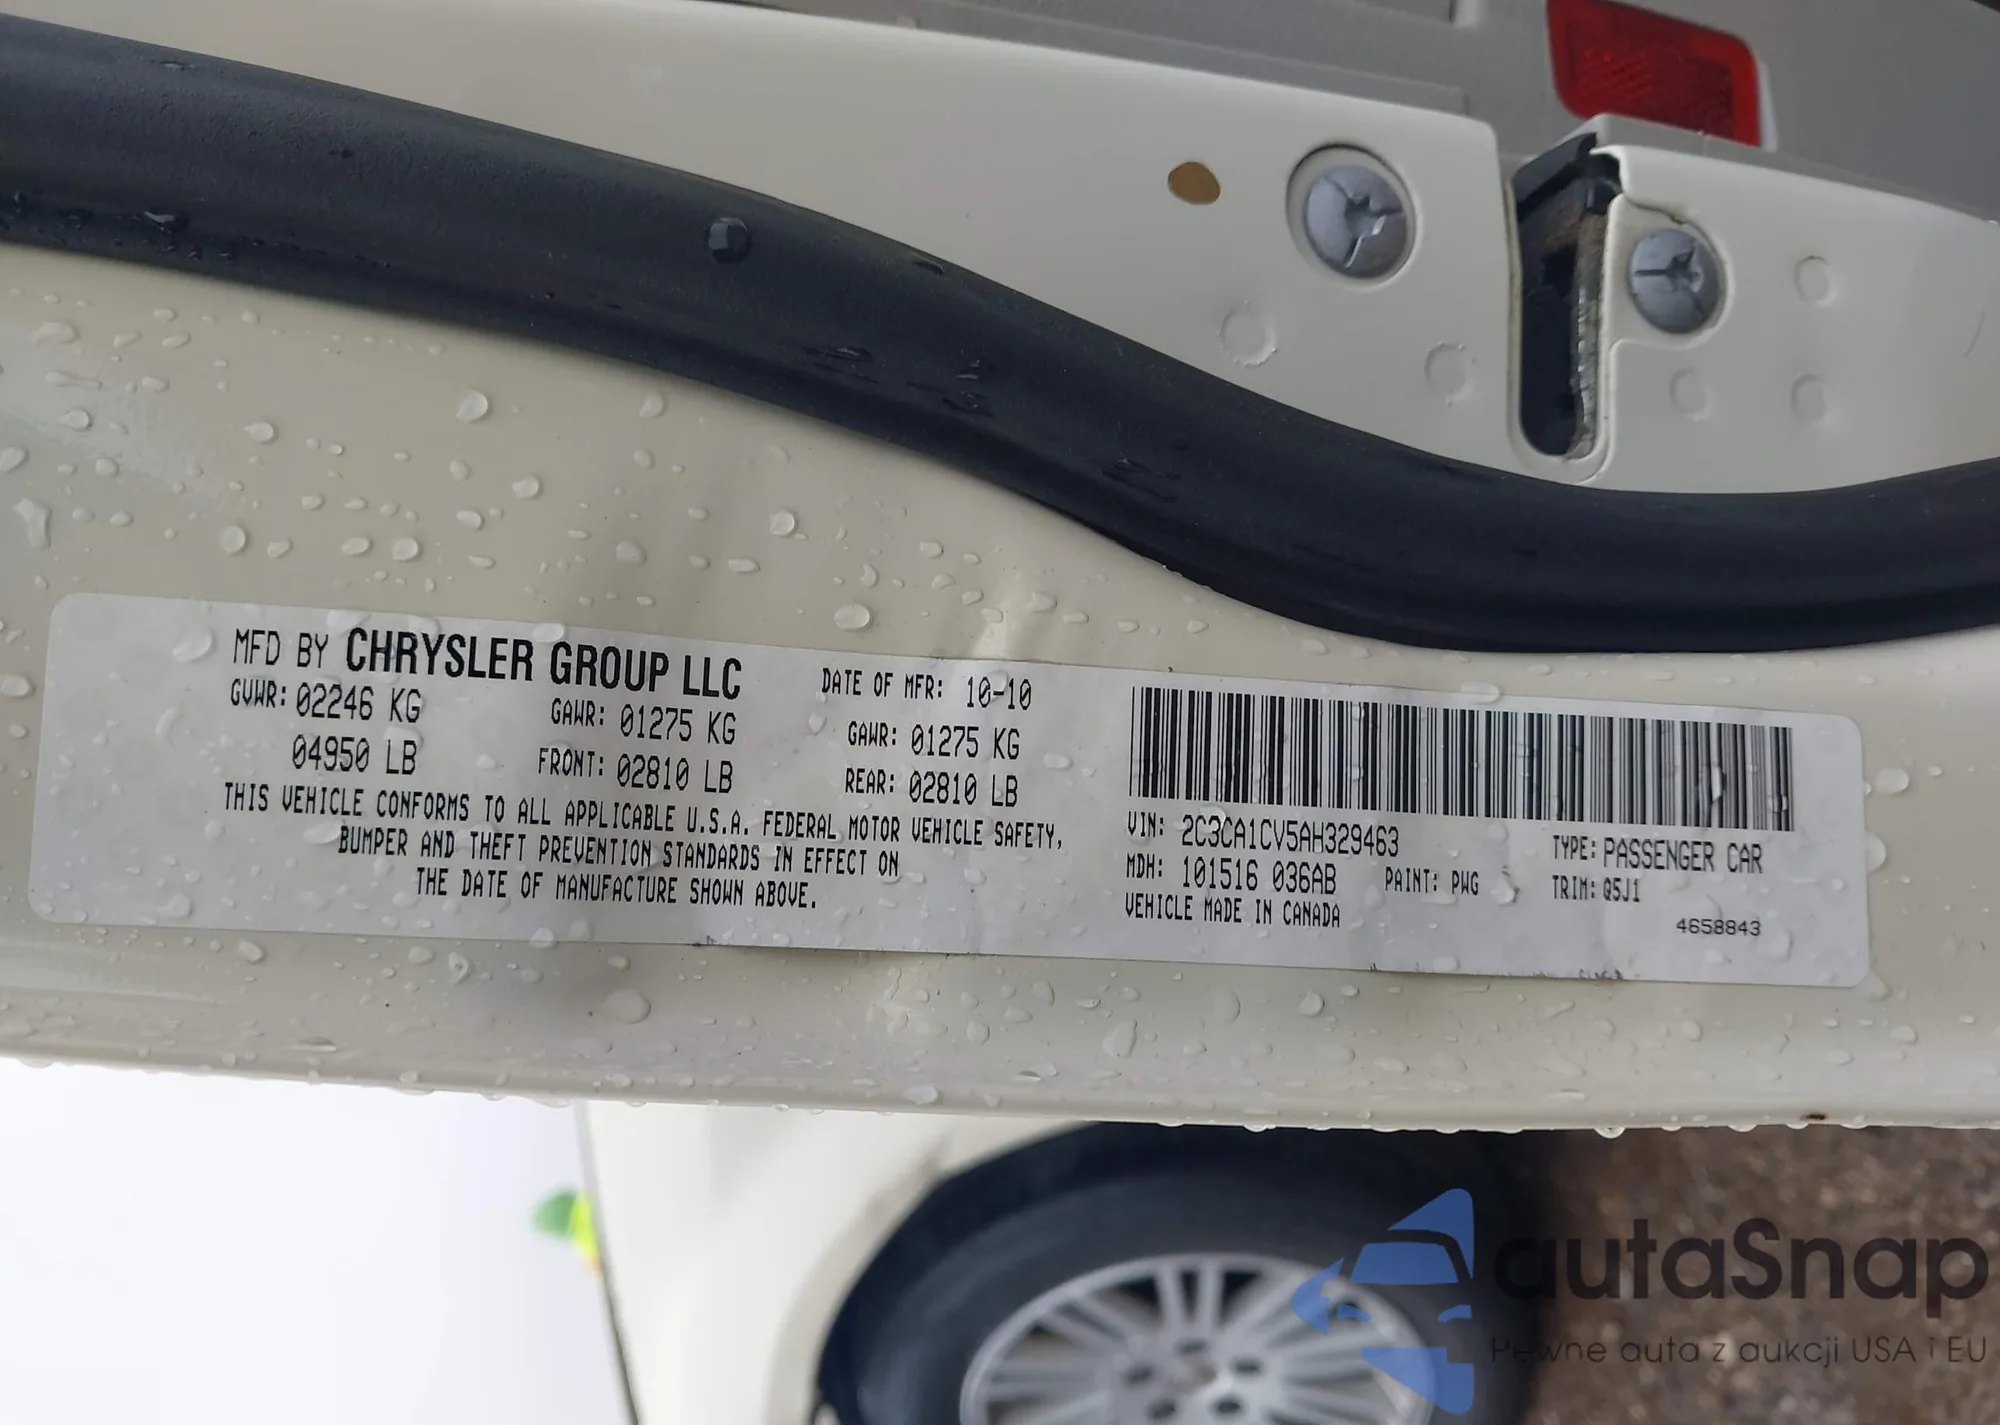 MFD BY CHRYSLER GROUP LLC
DATE OF MFR: 10-10
GVWR: 02246 KG
04950 LB
GAWR: 01275 KG
FRONT: 02810 LB
GAWR: 01275 KG
REAR: 02810 LB
THIS VEHICLE CONFORMS TO ALL APPLICABLE U.S.A. FEDERAL MOTOR VEHICLE SAFETY,
BUMPER AND THEFT PREVENTION STANDARDS IN EFFECT ON
THE DATE OF MANUFACTURE SHOWN ABOVE.
VIN: 2C3CA1CV5AH329463
TYPE: PASSENGER CAR
MDH: 101516 036AB
PAINT: PWG
TRIM: Q5J1
VEHICLE MADE IN CANADA
4658843
autaSnap
Pewne auta z aukcji USA i EU